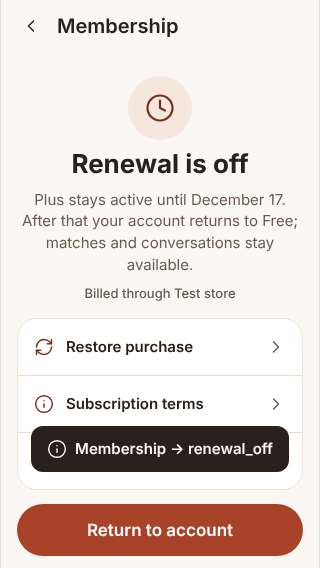 Membership
Renewal is off
Plus stays active until December 17.
After that your account returns to Free;
matches and conversations stay
available.
Billed through Test store
Restore purchase
Subscription terms
Membership → renewal_off
Return to account